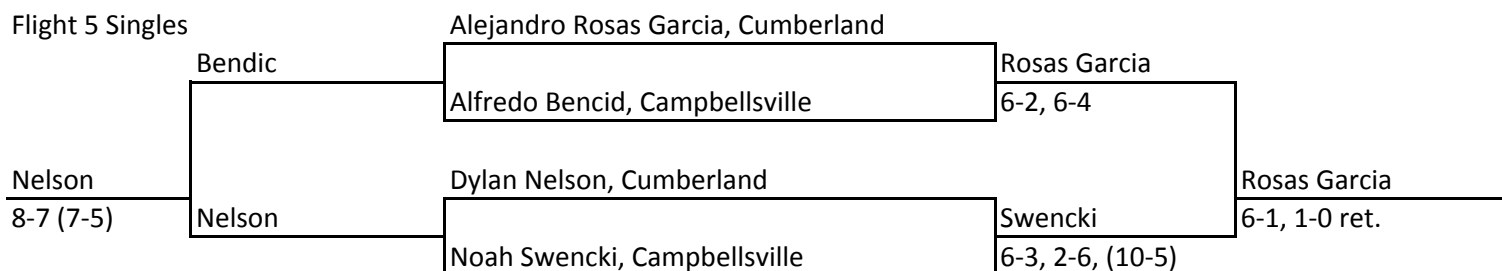 Flight 5 Singles
Alejandro Rosas Garcia, Cumberland
Bendic
Rosas Garcia
Alfredo Bencid, Campbellsville
6-2, 6-4
Nelson
Dylan Nelson, Cumberland
Rosas Garcia
8-7 (7-5)
Nelson
Swencki
6-1, 1-0 ret.
Noah Swencki, Campbellsville
6-3, 2-6, (10-5)